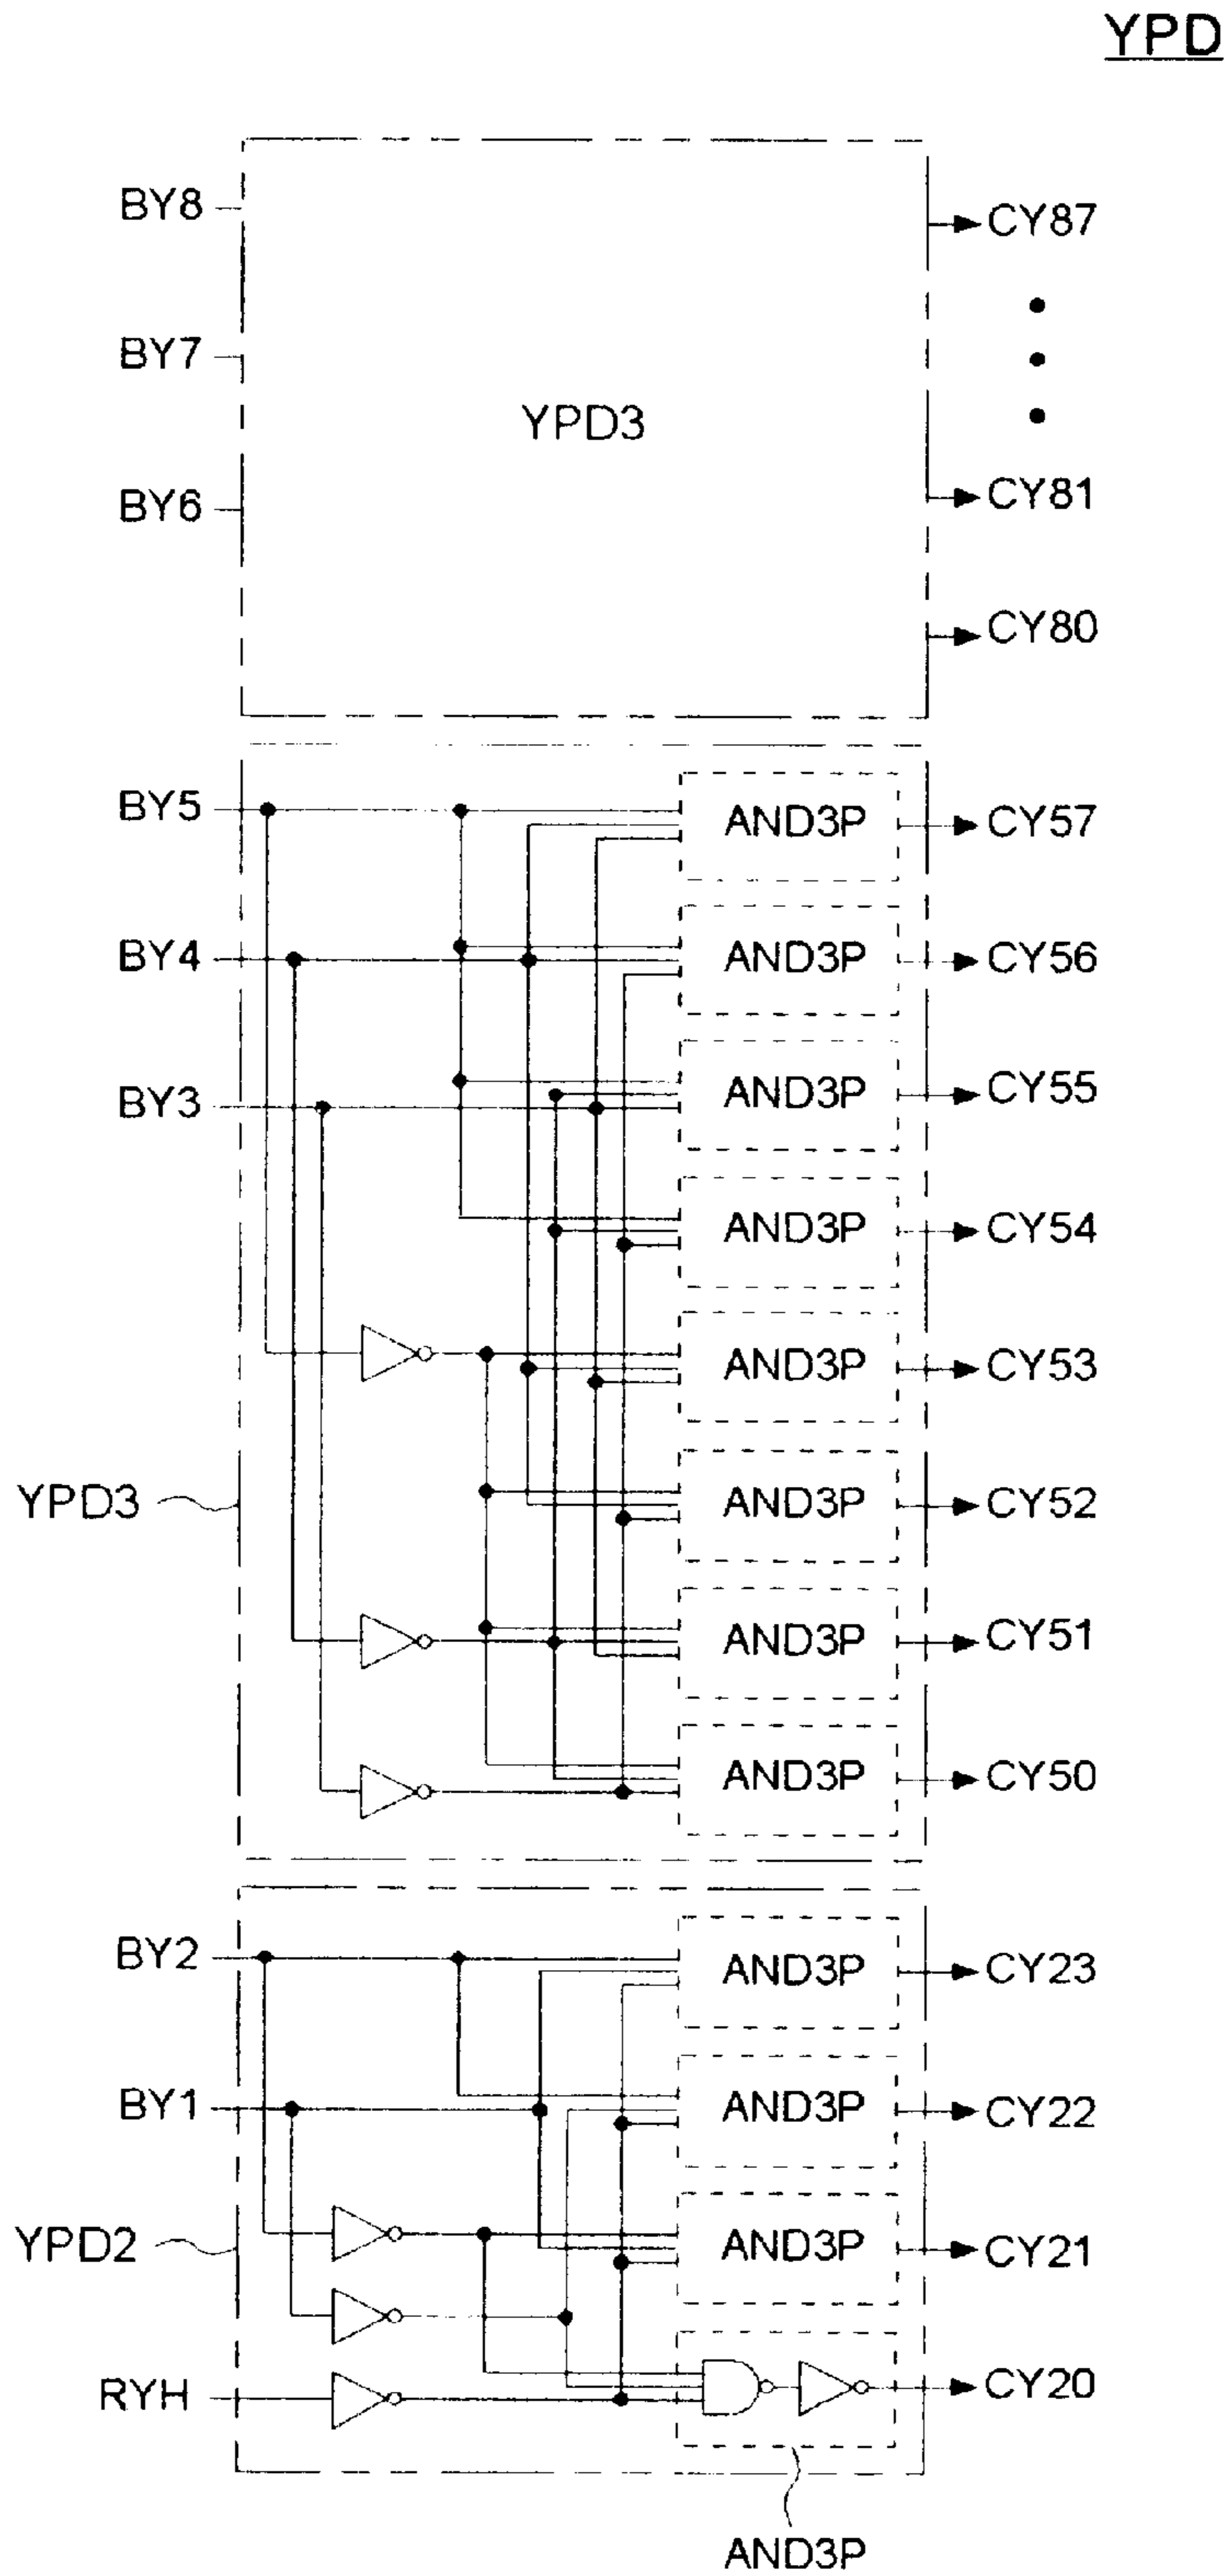 YPD
BY8
CY87
BY7
YPD3
BY6
CY81
CY80
BY5
AND3P
CY57
BY4
AND3P
CY56
BY3
AND3P
CY55
AND3P
CY54
AND3P
CY53
YPD3
AND3P
CY52
AND3P
CY51
AND3P
CY50
BY2
AND3P
CY23
BY1
AND3P
CY22
YPD2
AND3P
CY21
RYH
CY20
AND3P